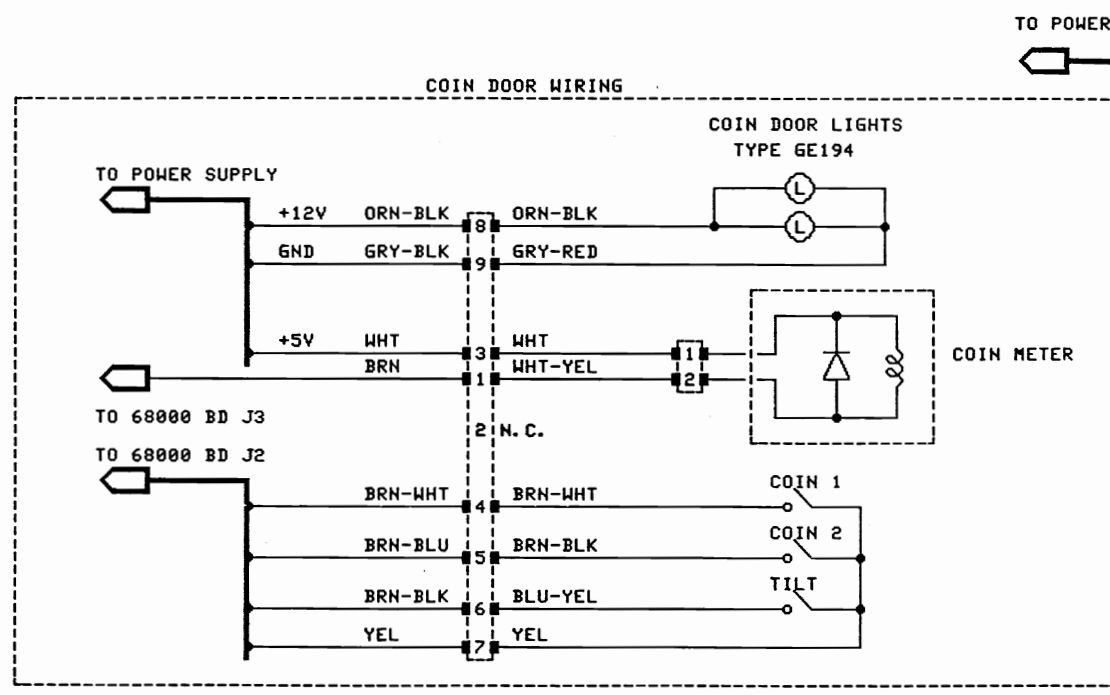 TO POWER
COIN DOOR WIRING
COIN DOOR LIGHTS
TYPE GE194
TO POWER SUPPLY
L
+12V ORN-BLK 8 ORN-BLK L
GND GRY-BLK 9 GRY-RED
+5V WHT 3 WHT 1
COIN METER
BRN 1 WHT-YEL 2
TO 68000 BD J3
2 N.C.
TO 68000 BD J2
COIN 1
BRN-WHT 4 BRN-WHT
COIN 2
BRN-BLU 5 BRN-BLK
TILT
BRN-BLK 6 BLU-YEL
YEL 7 YEL